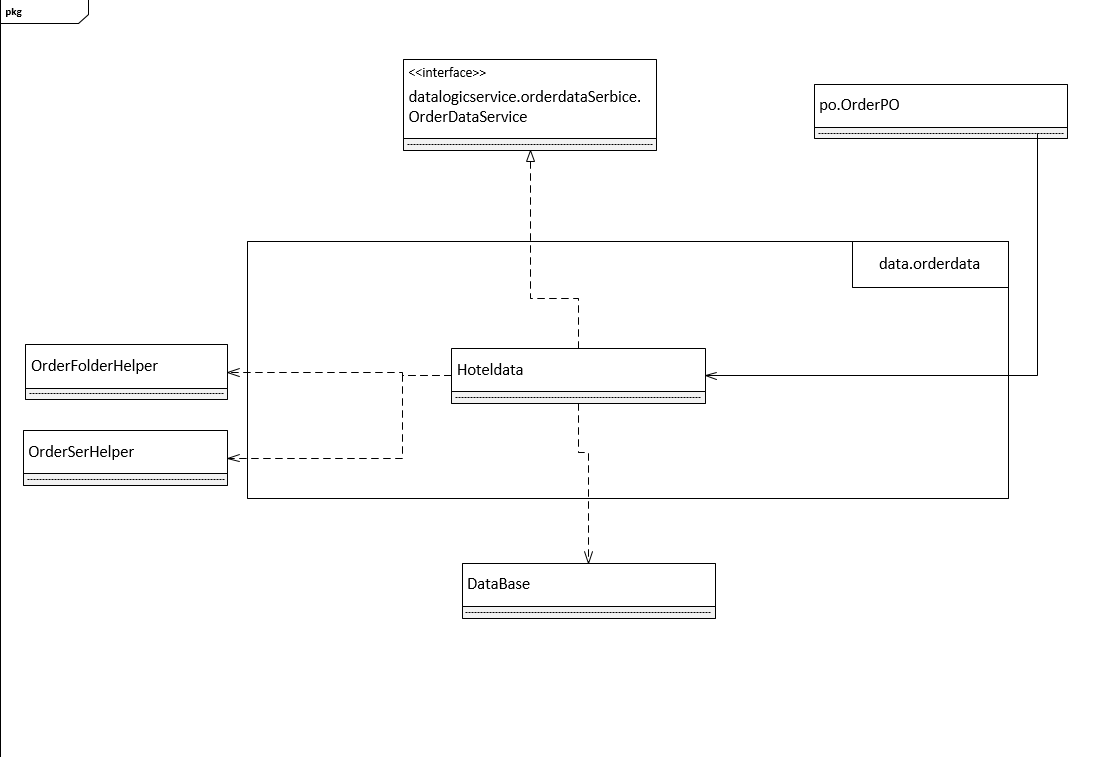 pkg
<<interface>>
datalogicservice.orderdataSerbice.
OrderDataService
po.OrderPO
data.orderdata
OrderFolderHelper
Hoteldata
OrderSerHelper
DataBase